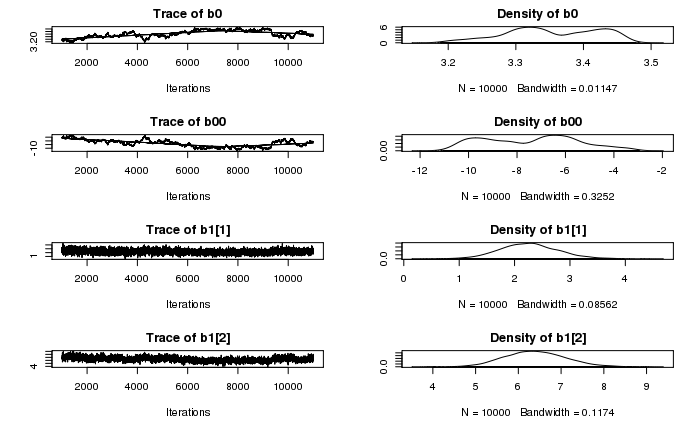 Trace of b0
3.20
2000 4000 6000 8000 10000
Iterations
Density of b0
0 6
3.2 3.3 3.4 3.5
N = 10000 Bandwidth = 0.01147
Trace of b00
-10
2000 4000 6000 8000 10000
Iterations
Density of b00
0.00
-12 -10 -8 -6 -4 -2
N = 10000 Bandwidth = 0.3252
Trace of b1[1]
1
2000 4000 6000 8000 10000
Iterations
Density of b1[1]
0.0
0 1 2 3 4
N = 10000 Bandwidth = 0.08562
Trace of b1[2]
4
2000 4000 6000 8000 10000
Iterations
Density of b1[2]
0.0
4 5 6 7 8 9
N = 10000 Bandwidth = 0.1174